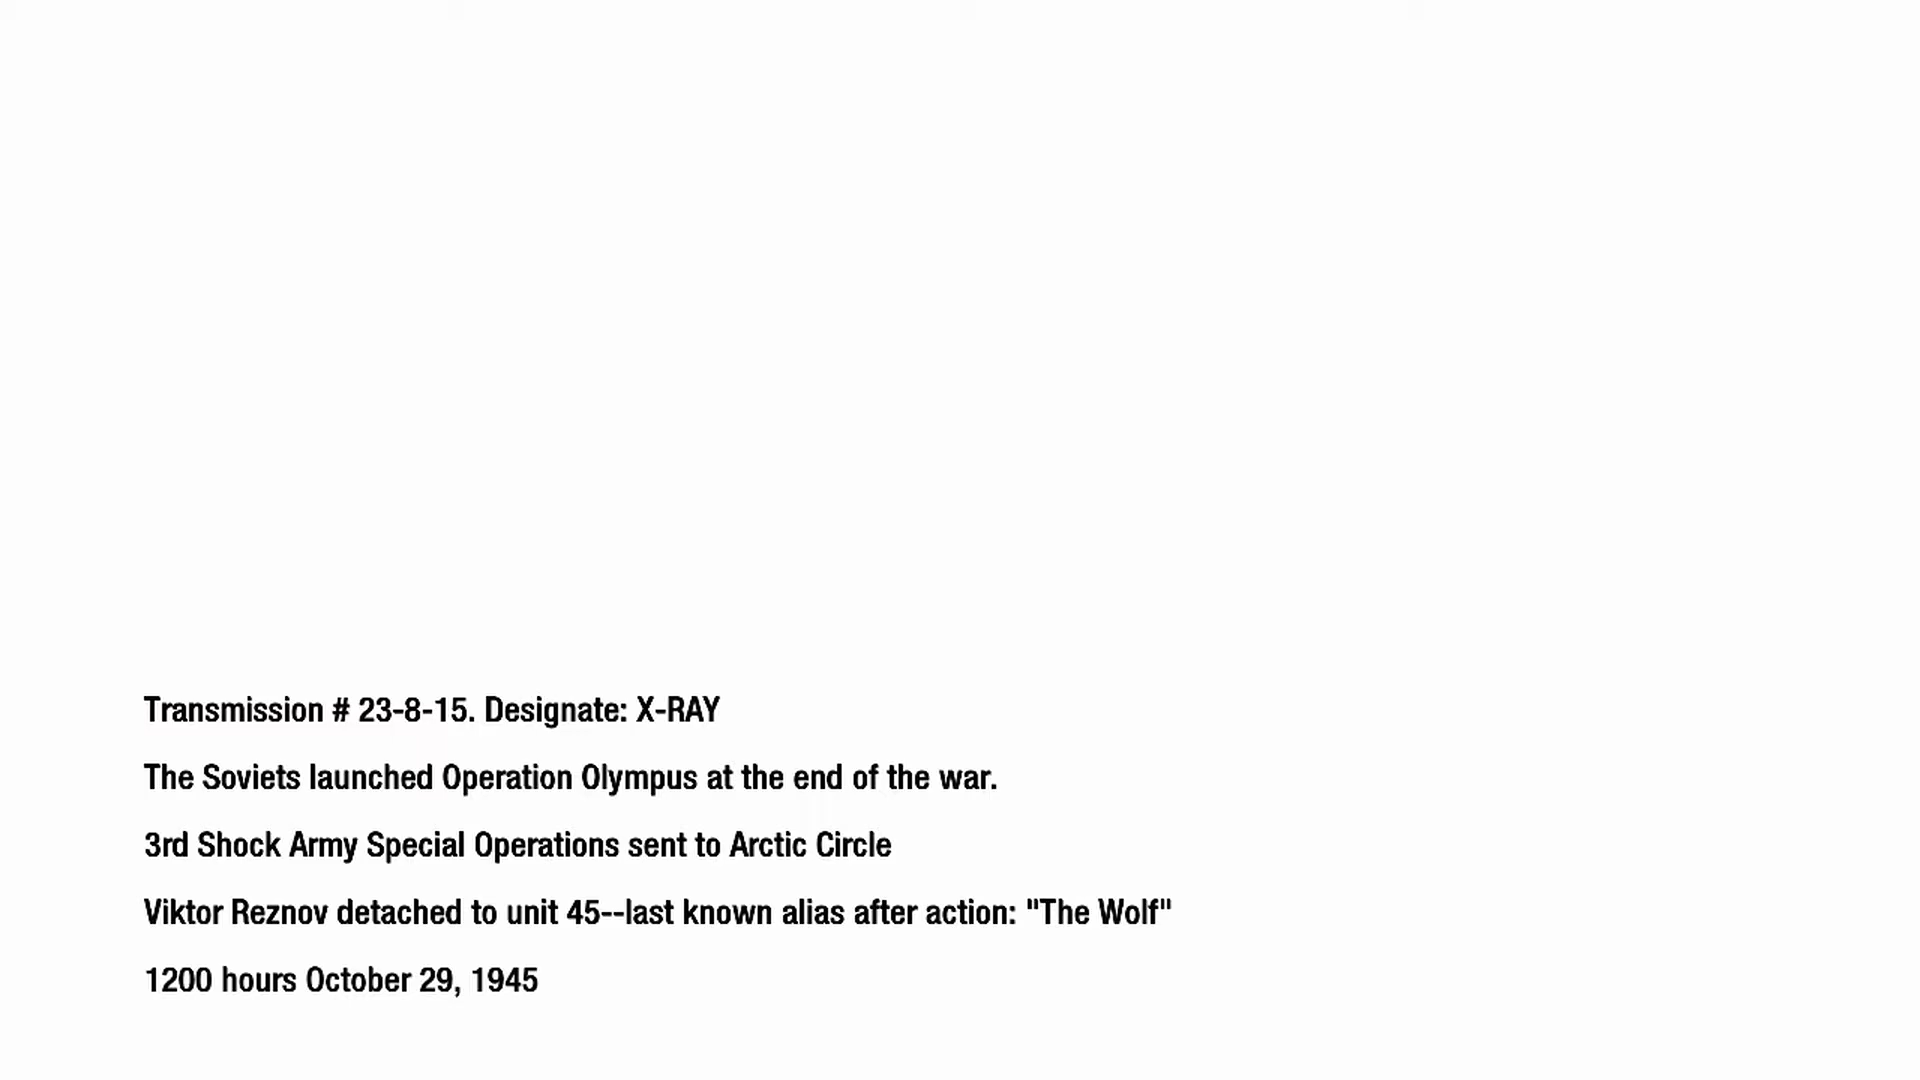 Transmission # 23-8-15. Designate: X-RAY
The Soviets launched Operation Olympus at the end of the war.
3rd Shock Army Special Operations sent to Arctic Circle
Viktor Reznov detached to unit 45--last known alias after action: "The Wolf"
1200 hours October 29, 1945